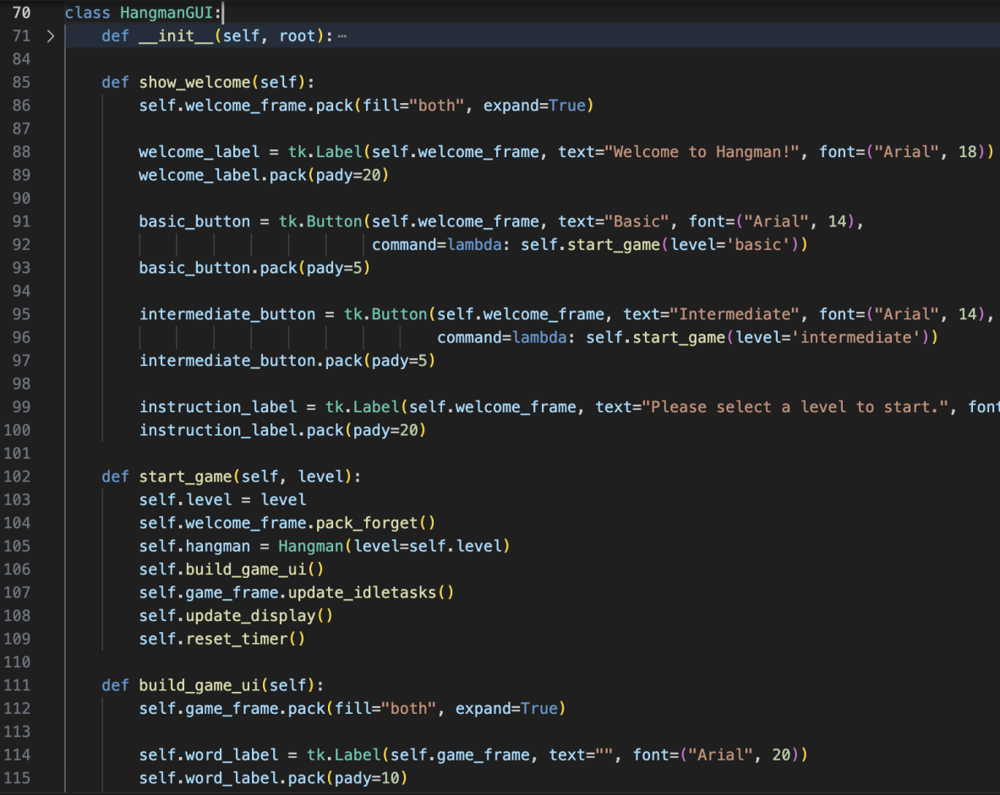 70 class HangmanGUI:
71 > def __init__(self, root):⋯
84
85 def show_welcome(self):
86 self.welcome_frame.pack(fill="both", expand=True)
87
88 welcome_label = tk.Label(self.welcome_frame, text="Welcome to Hangman!", font=("Arial", 18))
89 welcome_label.pack(pady=20)
90
91 basic_button = tk.Button(self.welcome_frame, text="Basic", font=("Arial", 14),
92 command=lambda: self.start_game(level='basic'))
93 basic_button.pack(pady=5)
94
95 intermediate_button = tk.Button(self.welcome_frame, text="Intermediate", font=("Arial", 14),
96 command=lambda: self.start_game(level='intermediate'))
97 intermediate_button.pack(pady=5)
98
99 instruction_label = tk.Label(self.welcome_frame, text="Please select a level to start.", font
100 instruction_label.pack(pady=20)
101
102 def start_game(self, level):
103 self.level = level
104 self.welcome_frame.pack_forget()
105 self.hangman = Hangman(level=self.level)
106 self.build_game_ui()
107 self.game_frame.update_idletasks()
108 self.update_display()
109 self.reset_timer()
110
111 def build_game_ui(self):
112 self.game_frame.pack(fill="both", expand=True)
113
114 self.word_label = tk.Label(self.game_frame, text="", font=("Arial", 20))
115 self.word_label.pack(pady=10)